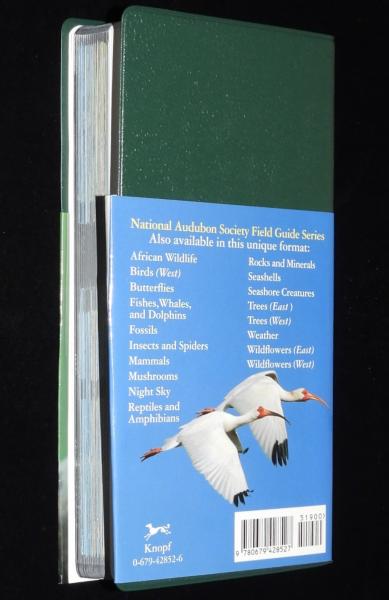 National Audubon Society Field Guide Series
Also available in this unique format:
African Wildlife
Birds (West)
Butterflies
Fishes, Whales,
and Dolphins
Fossils
Insects and Spiders
Mammals
Mushrooms
Night Sky
Reptiles and
Amphibians
Rocks and Minerals
Seashells
Seashore Creatures
Trees (East )
Trees (West)
Weather
Wildflowers (East)
Wildflowers (West)
Knopf
0-679-42852-6
51900
9 780679 428527